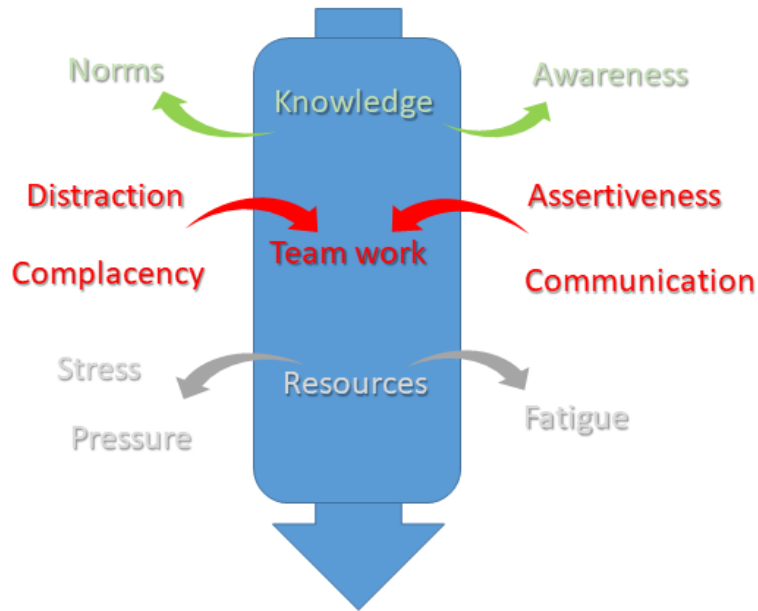 Norms
Knowledge
Awareness
Distraction
Assertiveness
Team work
Complacency
Communication
Stress
Resources
Pressure
Fatigue